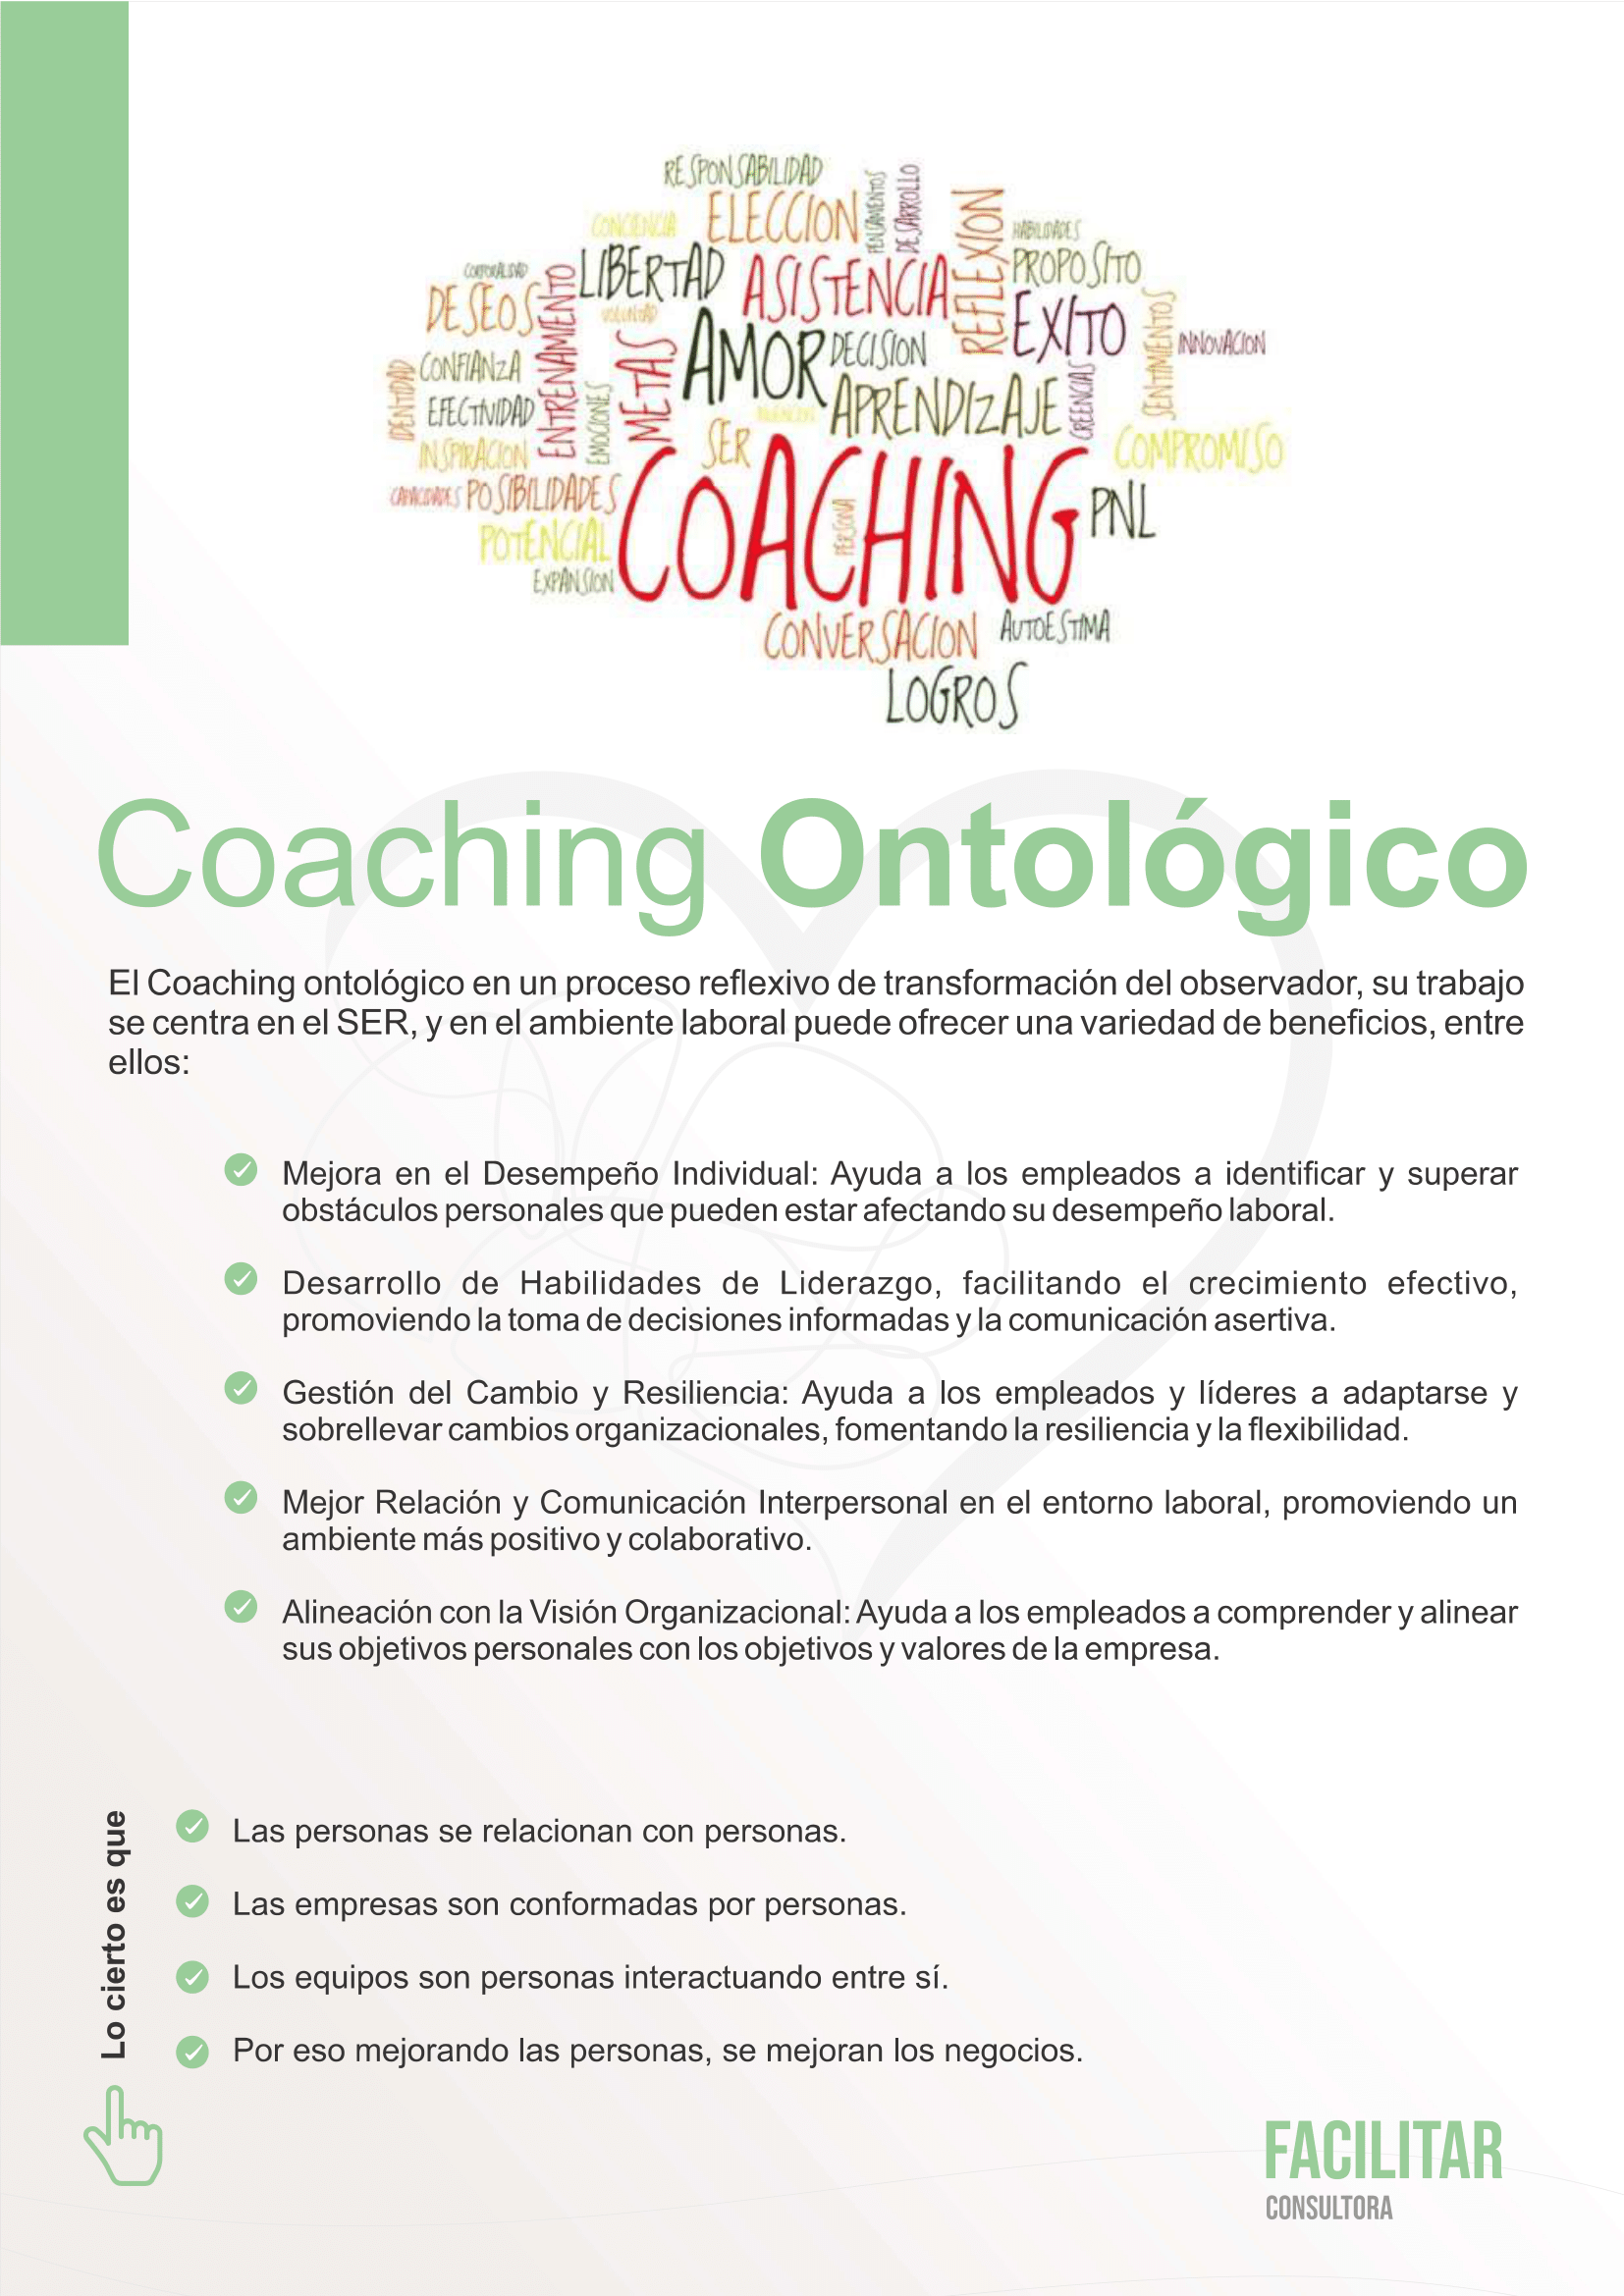 RESPONSABILIDAD
CONCIENCIA
ELECCION
PENSAMIENTOS
DESARROLLO
REFLEXION
HABILIDADES
CORPORALIDAD
LIBERTAD
ASISTENCIA
PROPOSITO
DESEOS
ENTRENAMIENTO
VOLUNTAD
AMOR
DECISION
EXITO
SENTIMIENTOS
INNOVACION
IDENTIDAD
CONFIANZA
METAS
EFECTIVIDAD
EMOCIONES
APRENDIZAJE
CREENCIAS
INSPIRACION
SER
COMPROMISO
CAPACIDADES
POSIBILIDADES
COACHING
PERSONA
PNL
POTENCIAL
EXPANSION
CONVERSACION
AUTOESTIMA
LOGROS
Coaching Ontológico
El Coaching ontológico en un proceso reflexivo de transformación del observador, su trabajo
se centra en el SER, y en el ambiente laboral puede ofrecer una variedad de beneficios, entre
ellos:
Mejora en el Desempeño Individual: Ayuda a los empleados a identificar y superar
obstáculos personales que pueden estar afectando su desempeño laboral.
Desarrollo de Habilidades de Liderazgo, facilitando el crecimiento efectivo,
promoviendo la toma de decisiones informadas y la comunicación asertiva.
Gestión del Cambio y Resiliencia: Ayuda a los empleados y líderes a adaptarse y
sobrellevar cambios organizacionales, fomentando la resiliencia y la flexibilidad.
Mejor Relación y Comunicación Interpersonal en el entorno laboral, promoviendo un
ambiente más positivo y colaborativo.
Alineación con la Visión Organizacional: Ayuda a los empleados a comprender y alinear
sus objetivos personales con los objetivos y valores de la empresa.
Lo cierto es que
Las personas se relacionan con personas.
Las empresas son conformadas por personas.
Los equipos son personas interactuando entre sí.
Por eso mejorando las personas, se mejoran los negocios.
FACILITAR
CONSULTORA